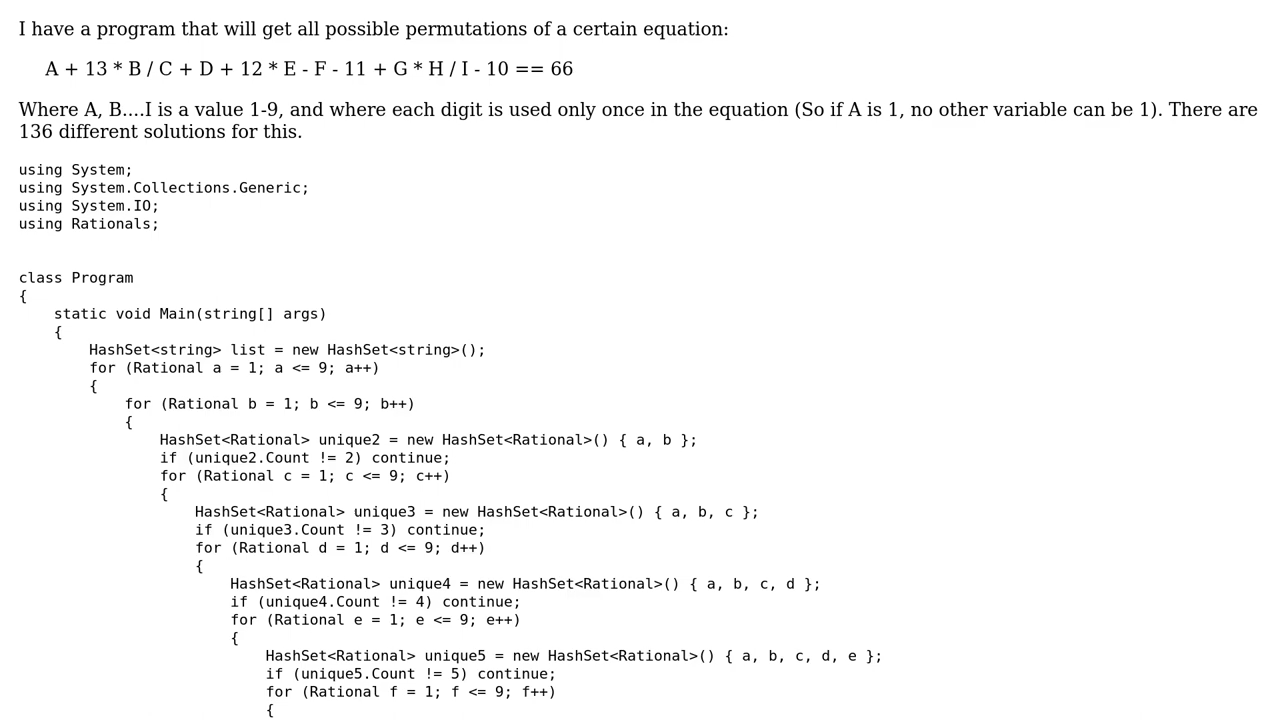 I have a program that will get all possible permutations of a certain equation:
A + 13 * B / C + D + 12 * E - F - 11 + G * H / I - 10 == 66
Where A, B....I is a value 1-9, and where each digit is used only once in the equation (So if A is 1, no other variable can be 1). There are
136 different solutions for this.
using System;
using System.Collections.Generic;
using System.IO;
using Rationals;
class Program
{
    static void Main(string[] args)
    {
        HashSet<string> list = new HashSet<string>();
        for (Rational a = 1; a <= 9; a++)
        {
            for (Rational b = 1; b <= 9; b++)
            {
                HashSet<Rational> unique2 = new HashSet<Rational>() { a, b };
                if (unique2.Count != 2) continue;
                for (Rational c = 1; c <= 9; c++)
                {
                    HashSet<Rational> unique3 = new HashSet<Rational>() { a, b, c };
                    if (unique3.Count != 3) continue;
                    for (Rational d = 1; d <= 9; d++)
                    {
                        HashSet<Rational> unique4 = new HashSet<Rational>() { a, b, c, d };
                        if (unique4.Count != 4) continue;
                        for (Rational e = 1; e <= 9; e++)
                        {
                            HashSet<Rational> unique5 = new HashSet<Rational>() { a, b, c, d, e };
                            if (unique5.Count != 5) continue;
                            for (Rational f = 1; f <= 9; f++)
                            {